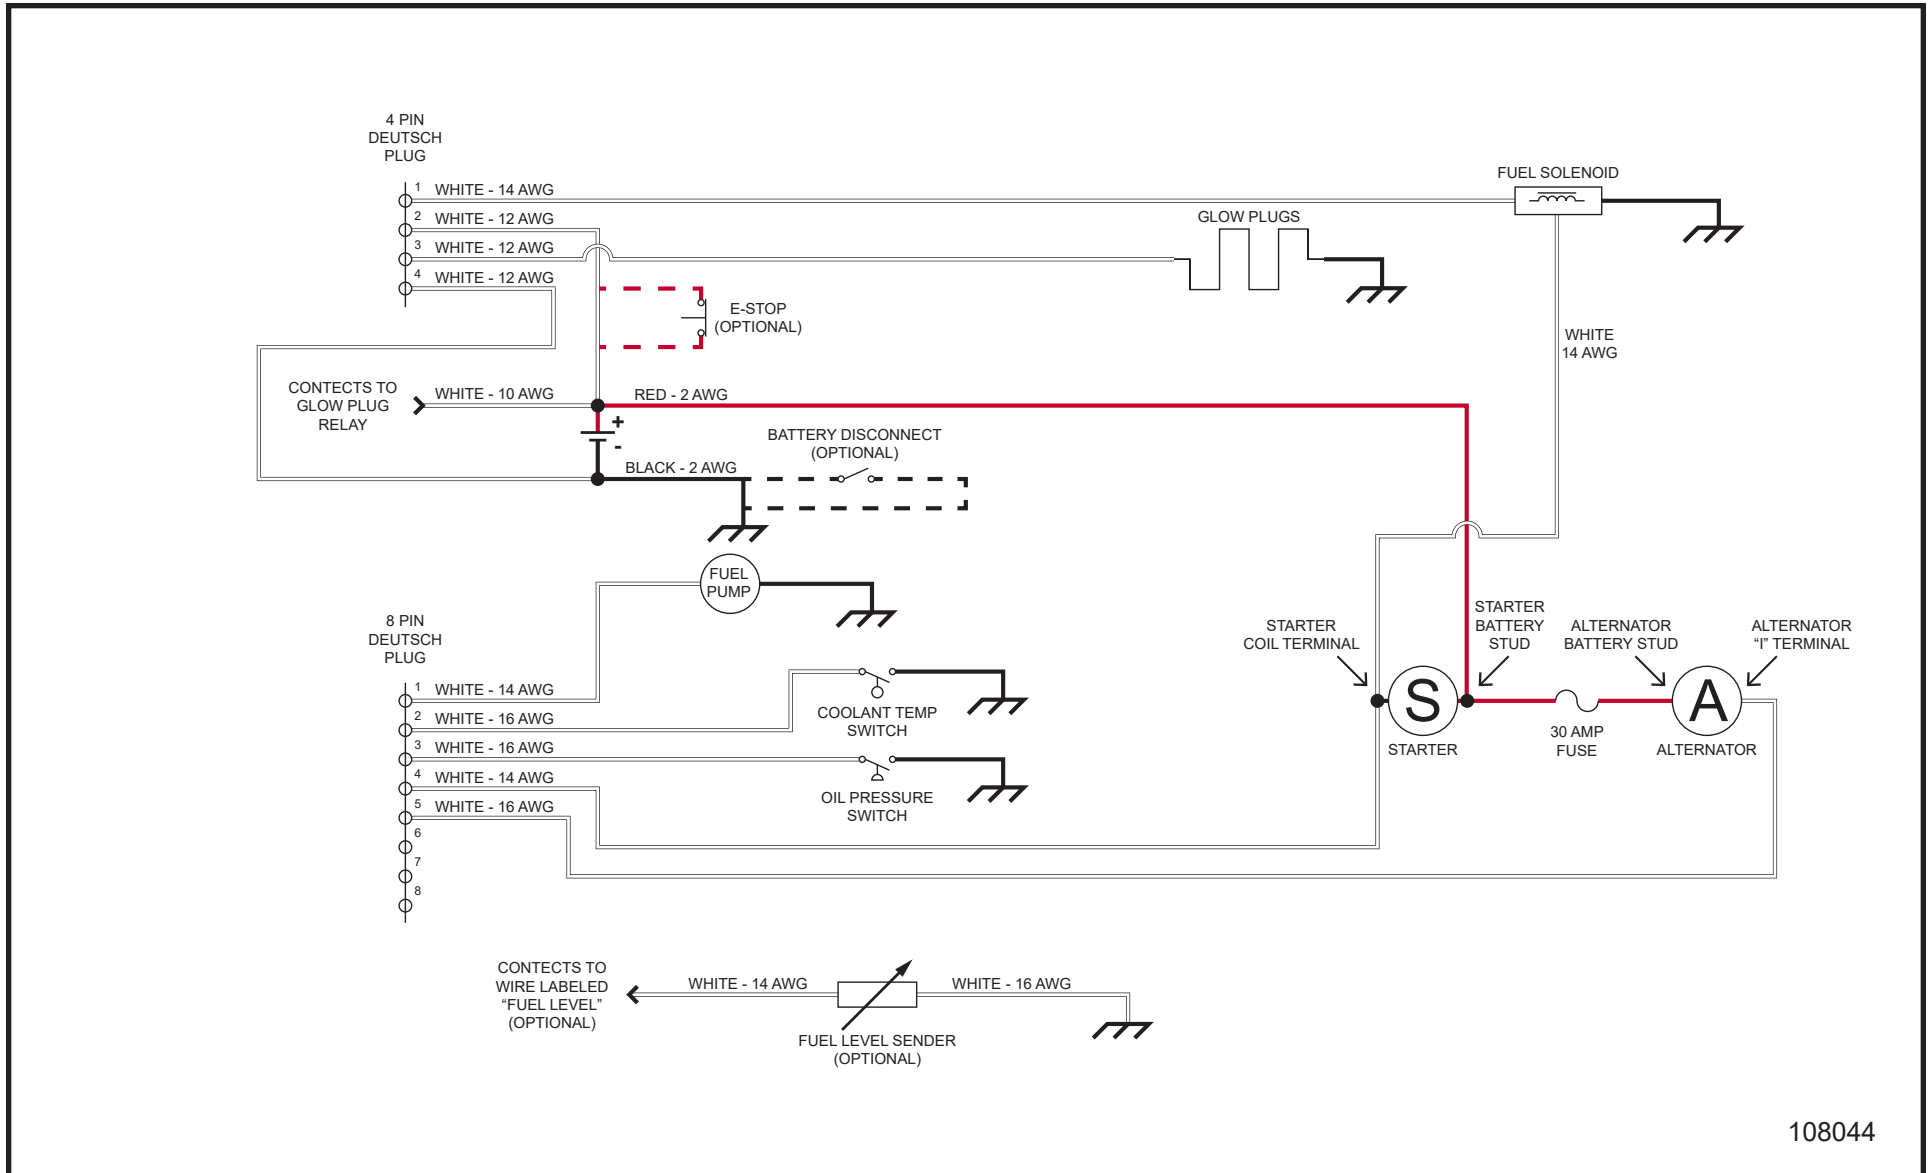 4 PIN
DEUTSCH
PLUG
1 WHITE - 14 AWG
2 WHITE - 12 AWG
3 WHITE - 12 AWG
4 WHITE - 12 AWG
FUEL SOLENOID
GLOW PLUGS
E-STOP
(OPTIONAL)
WHITE
14 AWG
CONTECTS TO
GLOW PLUG
RELAY
WHITE - 10 AWG
RED - 2 AWG
+
-
BATTERY DISCONNECT
(OPTIONAL)
BLACK - 2 AWG
FUEL
PUMP
8 PIN
DEUTSCH
PLUG
1 WHITE - 14 AWG
2 WHITE - 16 AWG
3 WHITE - 16 AWG
4 WHITE - 14 AWG
5 WHITE - 16 AWG
6
7
8
COOLANT TEMP
SWITCH
OIL PRESSURE
SWITCH
STARTER
COIL TERMINAL
STARTER
BATTERY
STUD
ALTERNATOR
BATTERY STUD
ALTERNATOR
“I” TERMINAL
S
STARTER
30 AMP
FUSE
A
ALTERNATOR
CONTECTS TO
WIRE LABELED
“FUEL LEVEL”
(OPTIONAL)
WHITE - 14 AWG
WHITE - 16 AWG
FUEL LEVEL SENDER
(OPTIONAL)
108044